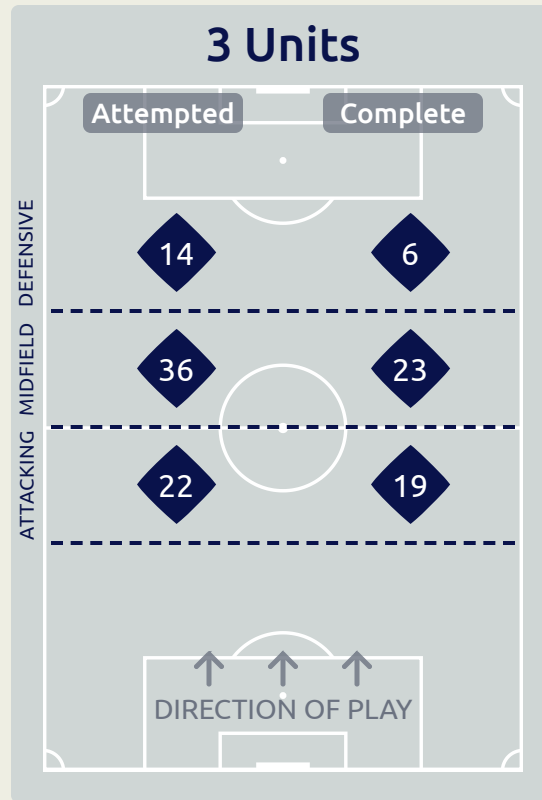 3 Units
Attempted Complete
DEFENSIVE
14 6
MIDFIELD
36 23
ATTACKING
22 19
DIRECTION OF PLAY